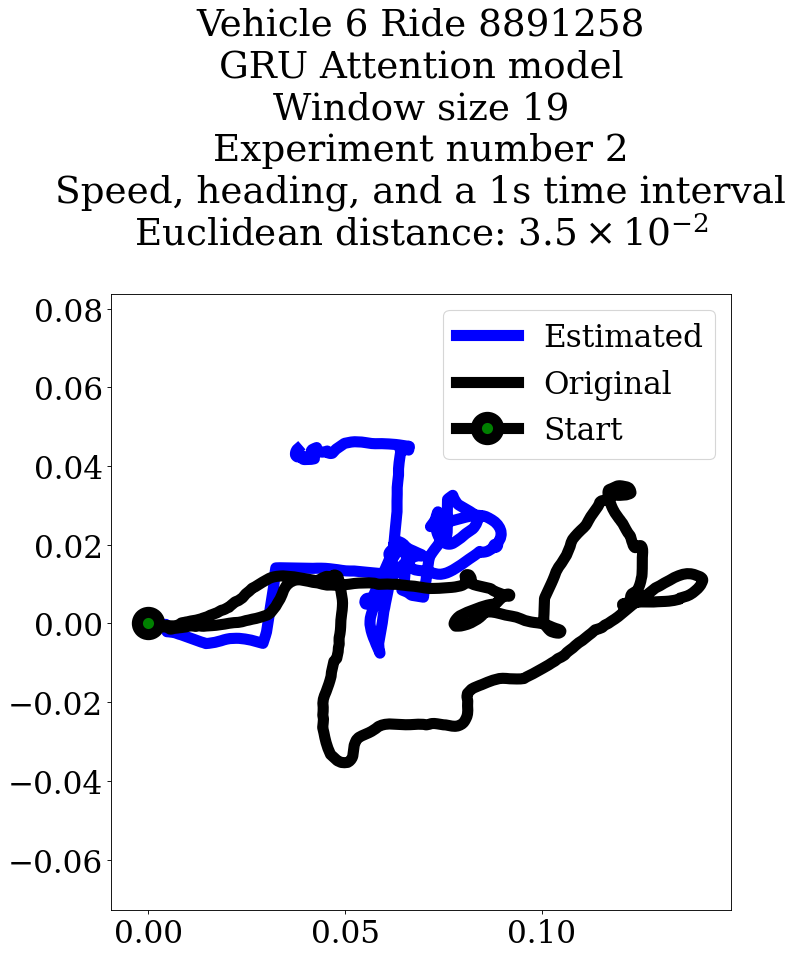 Vehicle 6 Ride 8891258
GRU Attention model
Window size 19
Experiment number 2
Speed, heading, and a 1s time interval
Euclidean distance: 3.5 × 10⁻²
Estimated
Original
Start
0.08
0.06
0.04
0.02
0.00
−0.02
−0.04
−0.06
0.00 0.05 0.10